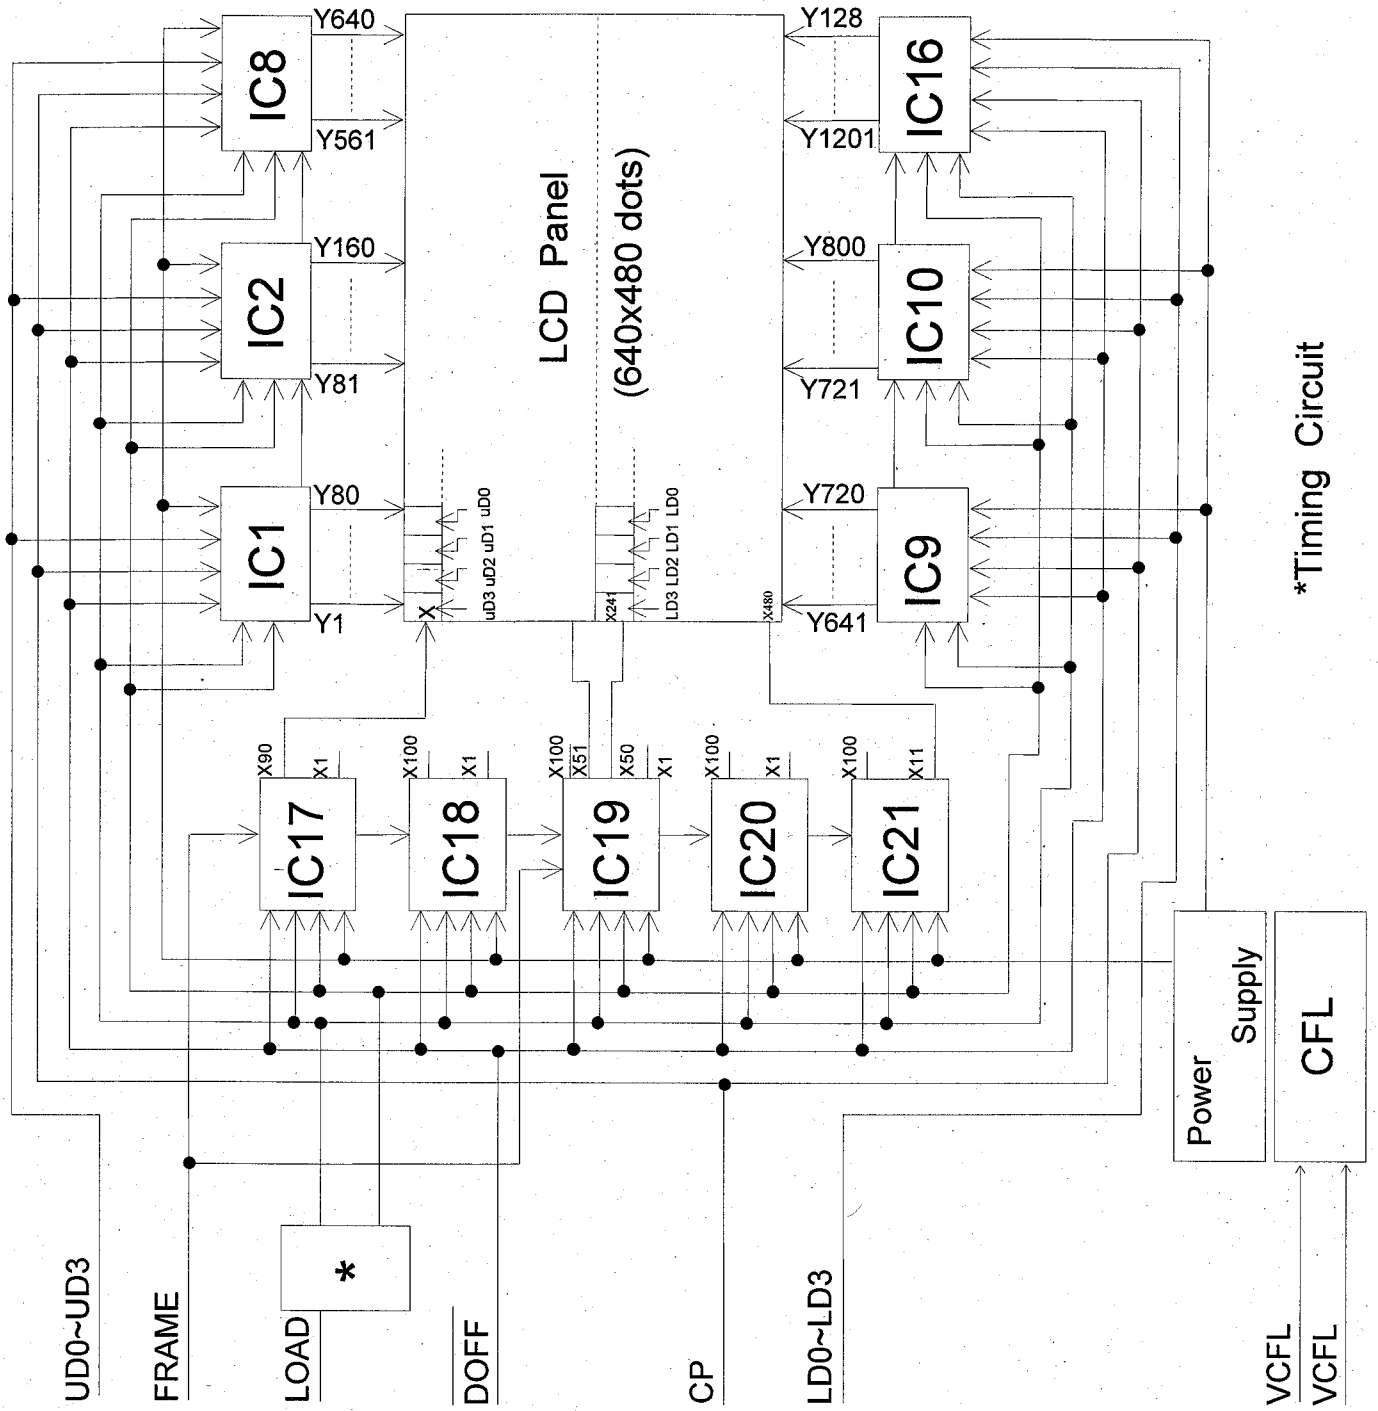 Y640
IC8
Y561
Y128
IC16
Y1201
LCD Panel
(640x480 dots)
Y160
IC2
Y81
Y800
IC10
Y721
Y80
IC1
Y1
Y720
IC9
Y641
uD3 uD2 uD1 uD0
LD3 LD2 LD1 LD0
X
X241
X480
X90
X1
X100
X1
X100
X51
X50
X1
X100
X1
X100
X11
IC17
IC18
IC19
IC20
IC21
*Timing Circuit
Power
Supply
CFL
*
UD0~UD3
FRAME
LOAD
DOFF
CP
LD0~LD3
VCFL
VCFL